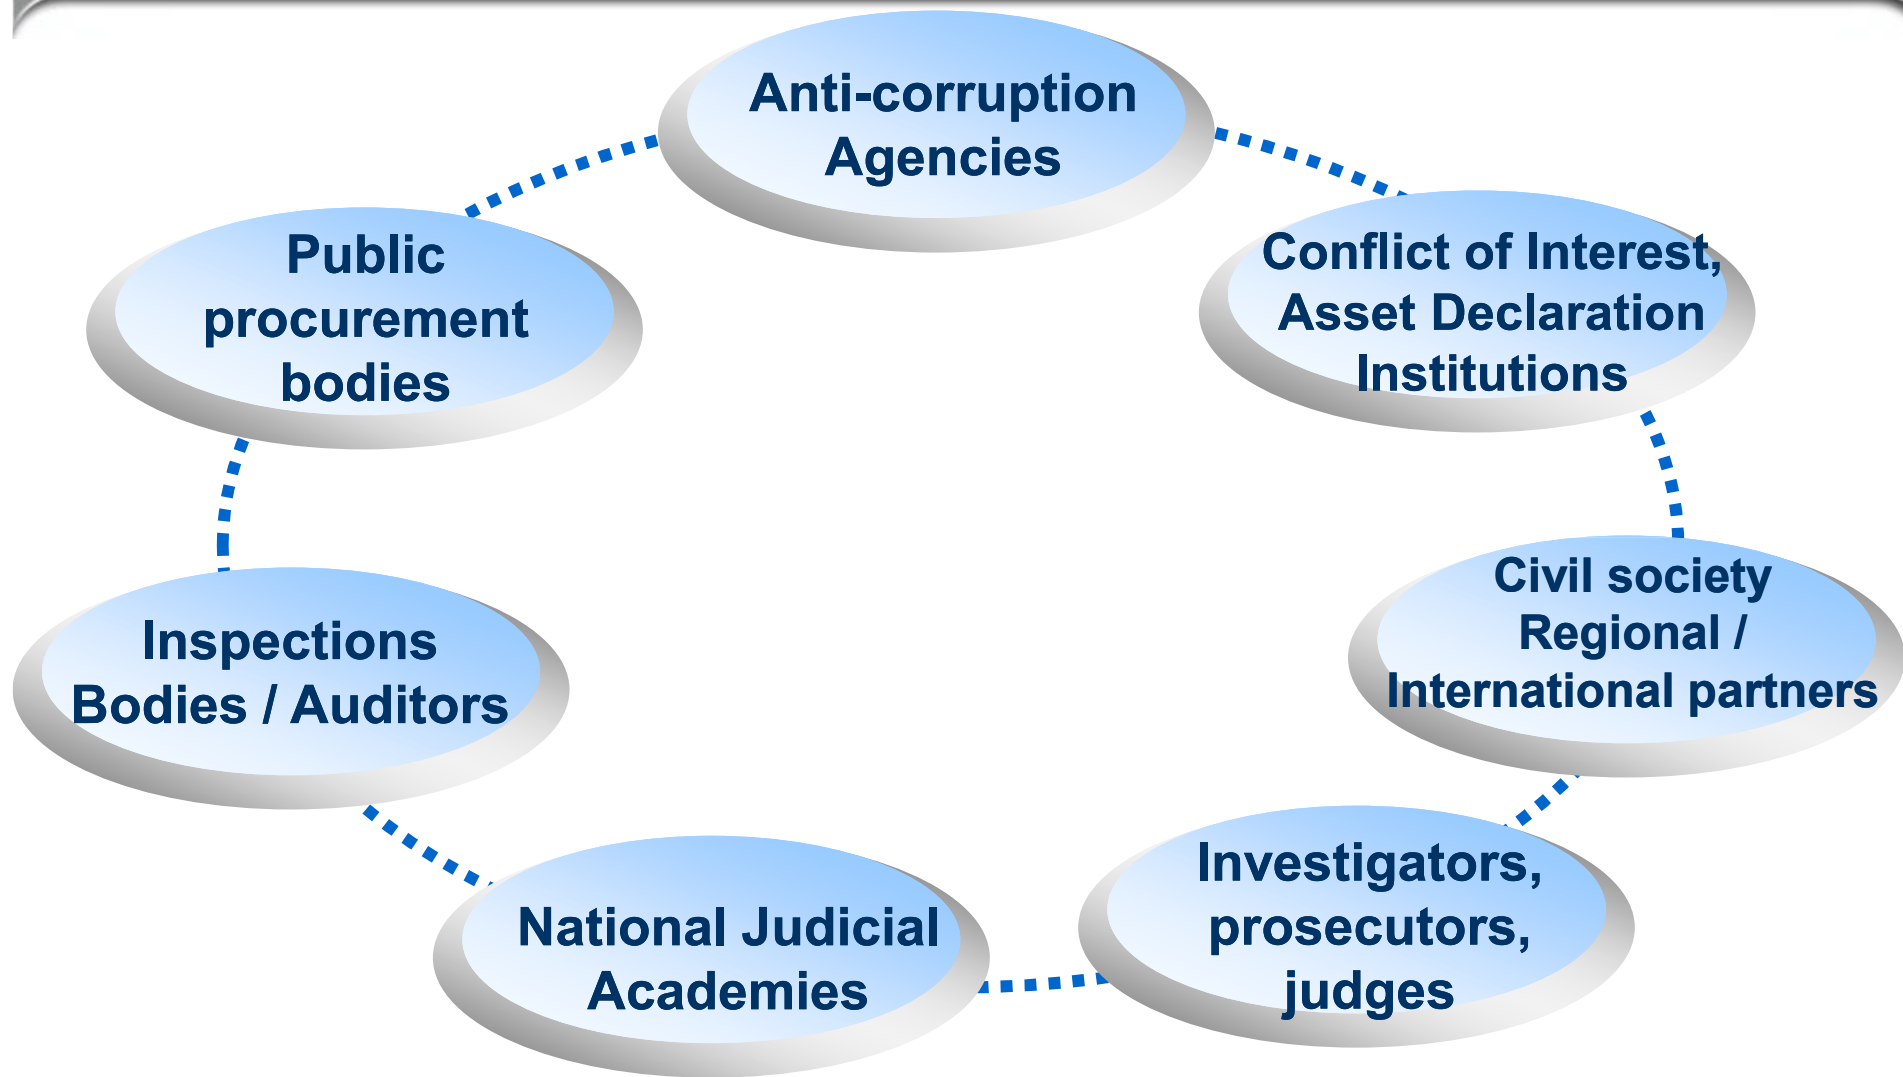 Anti-corruption
Agencies
Public
procurement
bodies
Conflict of Interest,
Asset Declaration
Institutions
Civil society
Regional /
International partners
Inspections
Bodies / Auditors
Investigators,
prosecutors,
judges
National Judicial
Academies